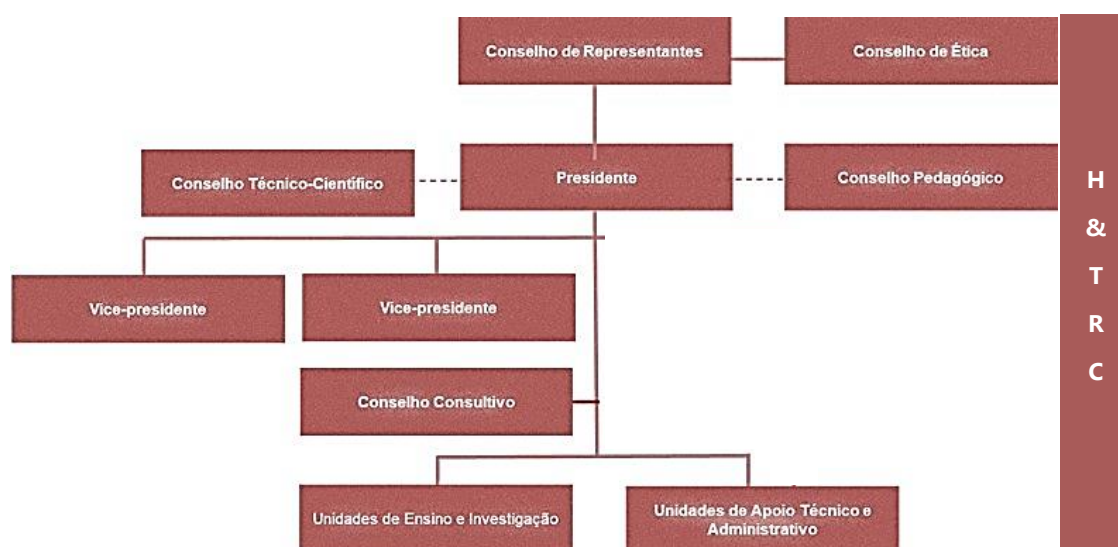 Conselho de Representantes
Conselho de Ética
Conselho Técnico-Científico
Presidente
Conselho Pedagógico
Vice-presidente
Vice-presidente
Conselho Consultivo
Unidades de Ensino e Investigação
Unidades de Apoio Técnico e
Administrativo
H
&
T
R
C